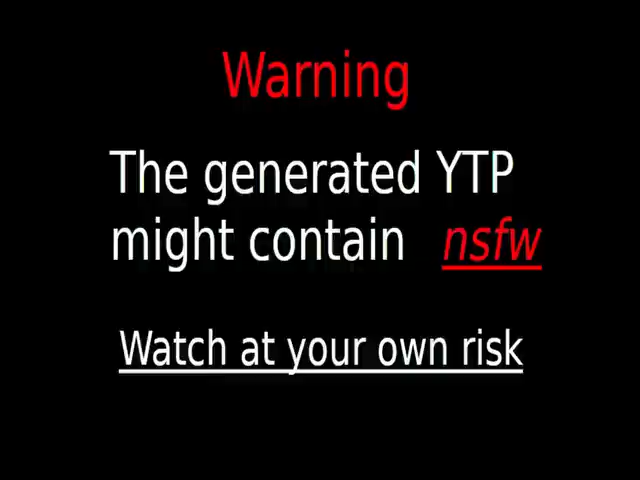 Warning
The generated YTP
might contain nsfw
Watch at your own risk